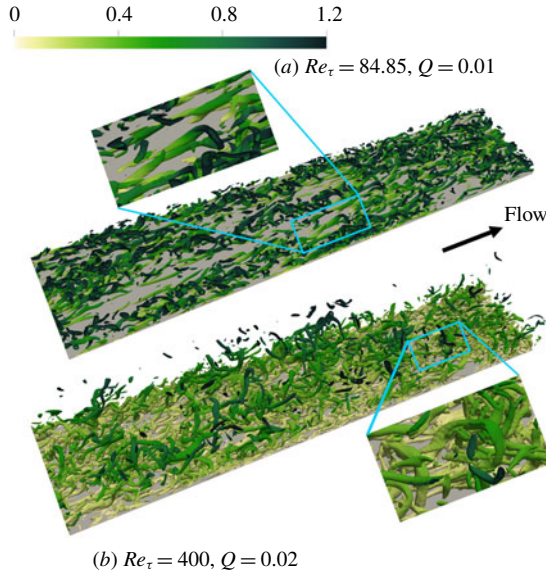 0 0.4 0.8 1.2
(a) Reτ = 84.85, Q = 0.01
Flow
(b) Reτ = 400, Q = 0.02